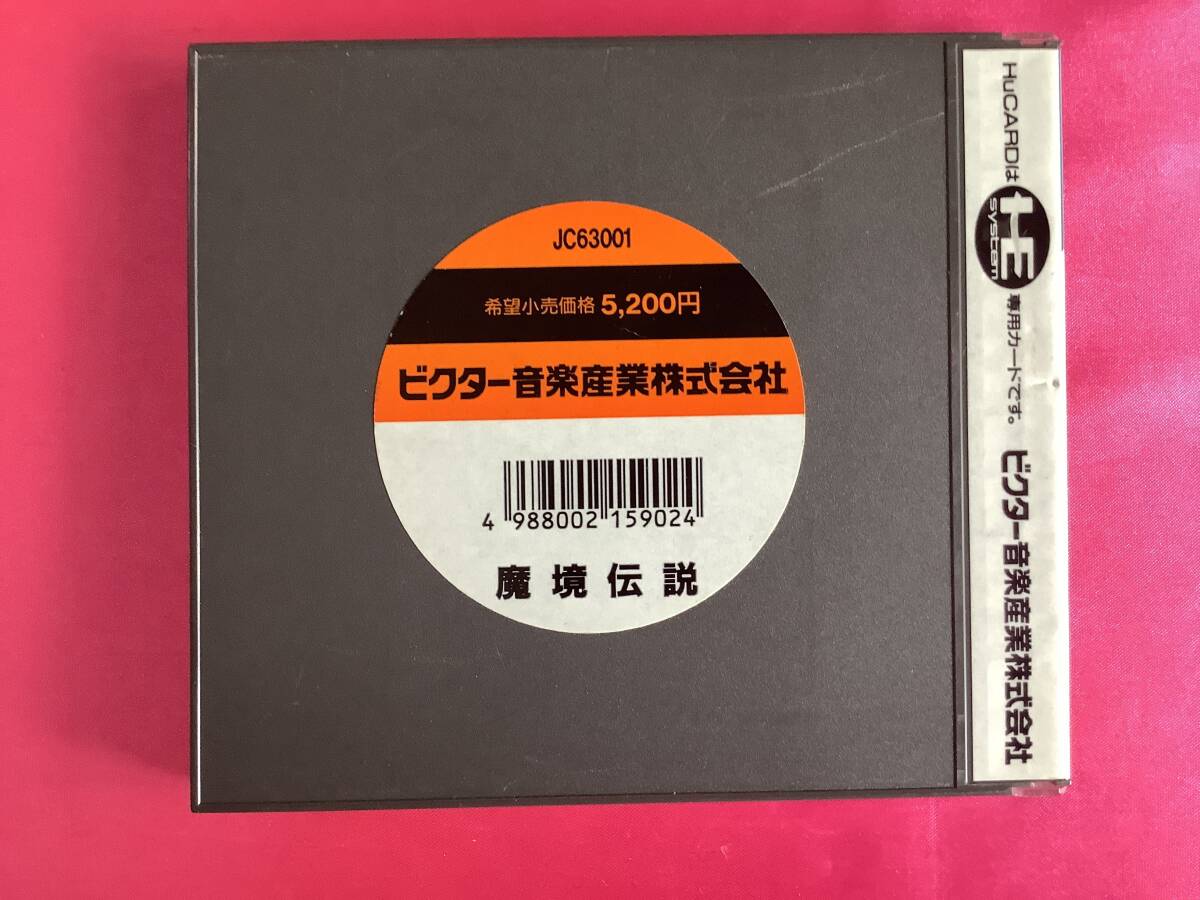 JC63001
希望小売価格 5,200円
ビクター音楽産業株式会社
4 988002 159024
魔境伝説
HuCARDは HE system 専用カードです。 ビクター音楽産業株式会社